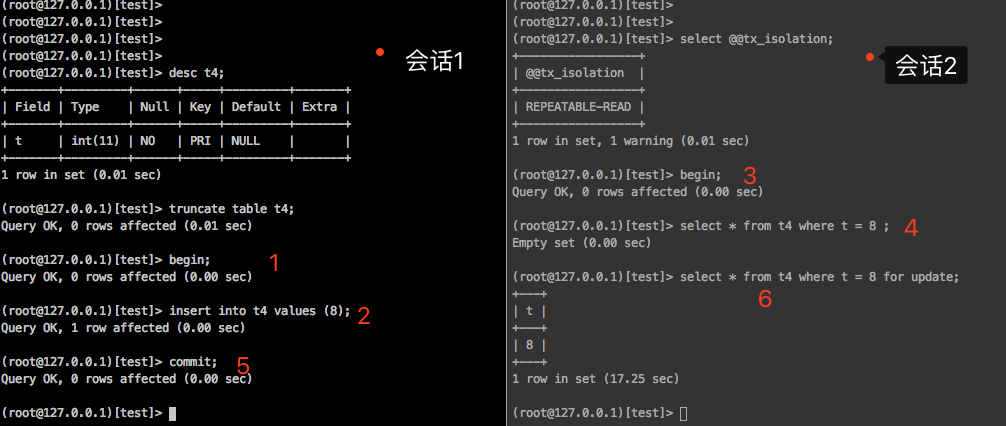 (root@127.0.0.1)[test]>
(root@127.0.0.1)[test]>
(root@127.0.0.1)[test]>
(root@127.0.0.1)[test]>
会话1
(root@127.0.0.1)[test]> desc t4;
+-------+---------+------+-----+---------+-------+
| Field | Type    | Null | Key | Default | Extra |
+-------+---------+------+-----+---------+-------+
| t     | int(11) | NO   | PRI | NULL    |       |
+-------+---------+------+-----+---------+-------+
1 row in set (0.01 sec)
(root@127.0.0.1)[test]> truncate table t4;
Query OK, 0 rows affected (0.01 sec)
(root@127.0.0.1)[test]> begin; 1
Query OK, 0 rows affected (0.00 sec)
(root@127.0.0.1)[test]> insert into t4 values (8); 2
Query OK, 1 row affected (0.00 sec)
(root@127.0.0.1)[test]> commit; 5
Query OK, 0 rows affected (0.00 sec)
(root@127.0.0.1)[test]>
(root@127.0.0.1)[test]>
(root@127.0.0.1)[test]>
(root@127.0.0.1)[test]> select @@tx_isolation;
会话2
+-----------------+
| @@tx_isolation  |
+-----------------+
| REPEATABLE-READ |
+-----------------+
1 row in set, 1 warning (0.01 sec)
(root@127.0.0.1)[test]> begin; 3
Query OK, 0 rows affected (0.00 sec)
(root@127.0.0.1)[test]> select * from t4 where t = 8 ; 4
Empty set (0.00 sec)
(root@127.0.0.1)[test]> select * from t4 where t = 8 for update;
6
+---+
| t |
+---+
| 8 |
+---+
1 row in set (17.25 sec)
(root@127.0.0.1)[test]>